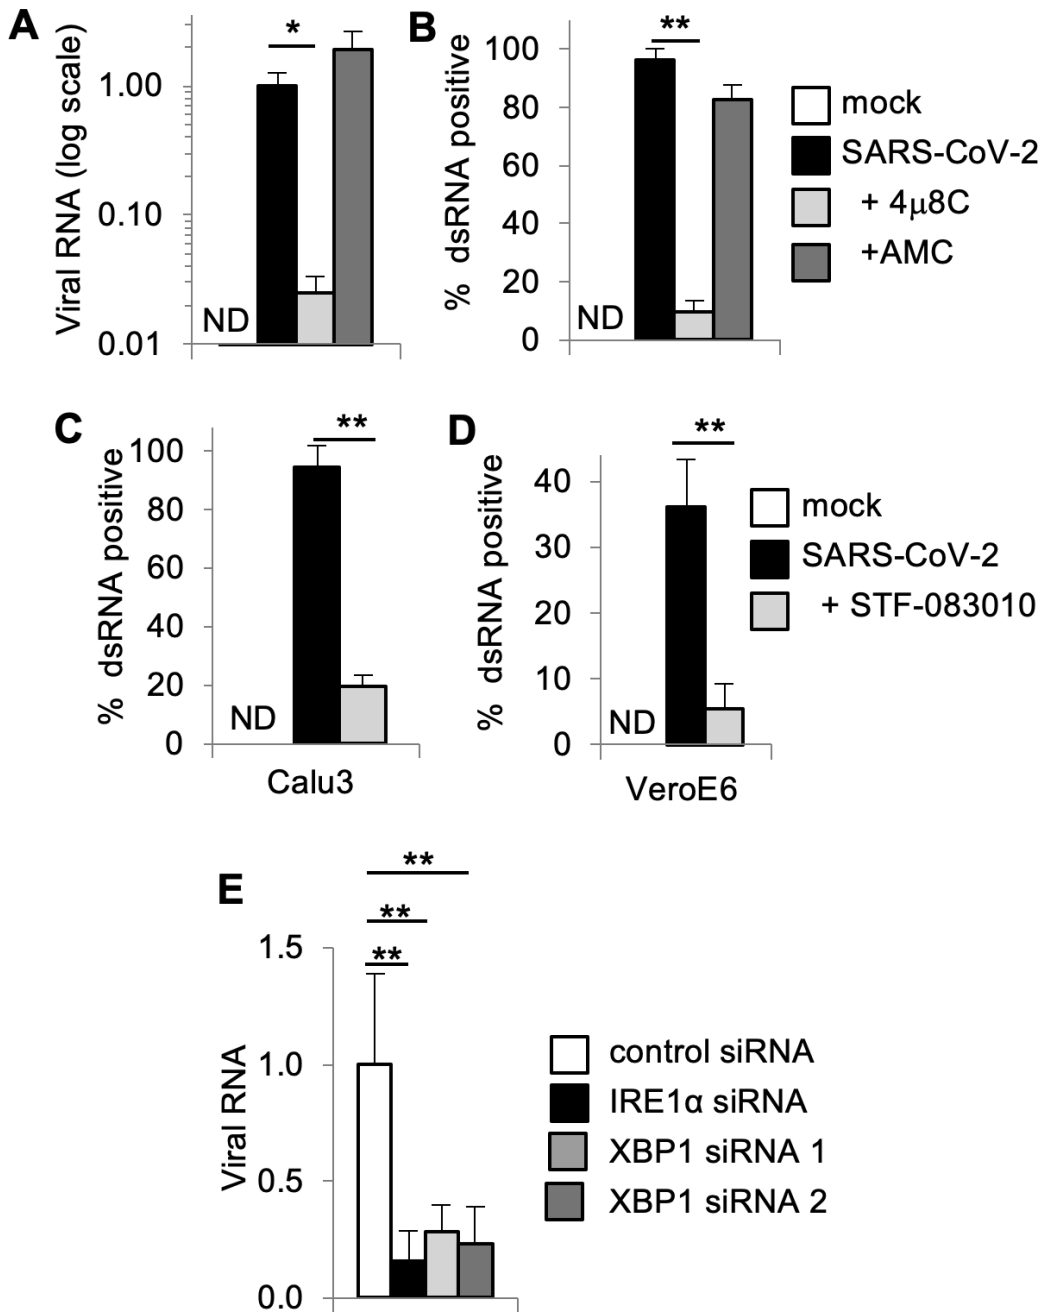 A
Viral RNA (log scale)
1.00
0.10
0.01
ND
*
B
% dsRNA positive
100
80
60
40
20
0
ND
**
mock
SARS-CoV-2
+ 4µ8C
+AMC
C
% dsRNA positive
100
80
60
40
20
0
ND
**
Calu3
D
% dsRNA positive
40
30
20
10
0
ND
**
VeroE6
mock
SARS-CoV-2
+ STF-083010
E
Viral RNA
1.5
1.0
0.5
0.0
**
**
**
control siRNA
IRE1α siRNA
XBP1 siRNA 1
XBP1 siRNA 2